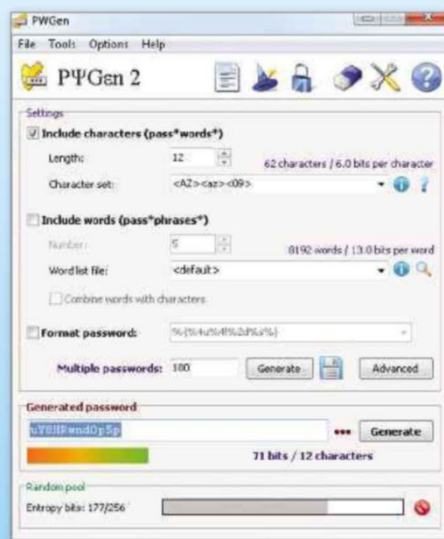 PWGen
File Tools Options Help
PΨGen 2
Settings
Include characters (pass*words*)
Length: 12
62 characters / 6.0 bits per character
Character set: <AZ><az><09>
Include words (pass*phrases*)
Number: 5
8192 words / 13.0 bits per word
Word list file: <default>
Combine words with characters
Format password:
Multiple passwords: 100 Generate Advanced
Generated password
Generate
71 bits / 12 characters
Random pool
Entropy bits: 177/256